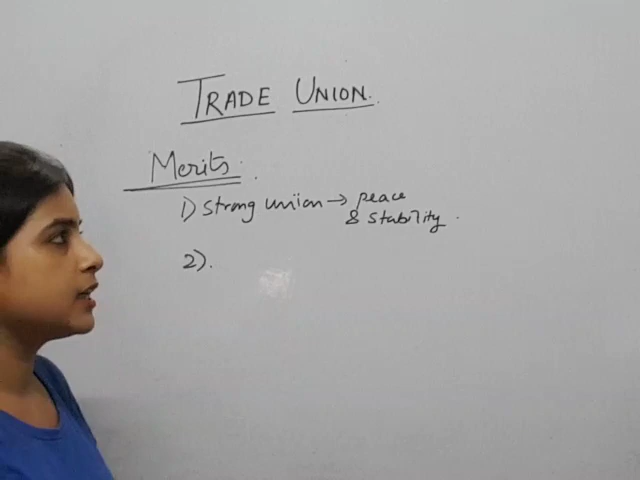 TRADE UNION.
Merits.
1) Strong union → peace
& stability.
2).